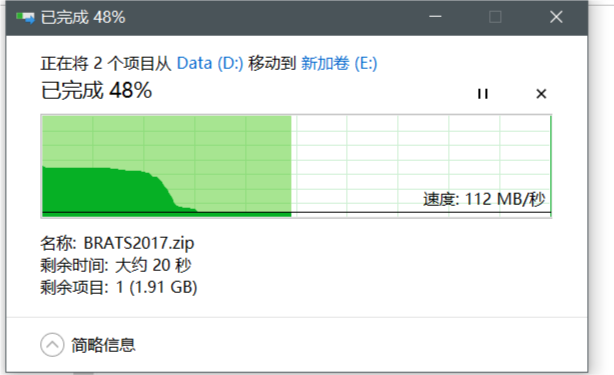 已完成 48%
正在将 2 个项目从 Data (D:) 移动到 新加卷 (E:)
已完成 48%
速度: 112 MB/秒
名称: BRATS2017.zip
剩余时间: 大约 20 秒
剩余项目: 1 (1.91 GB)
简略信息